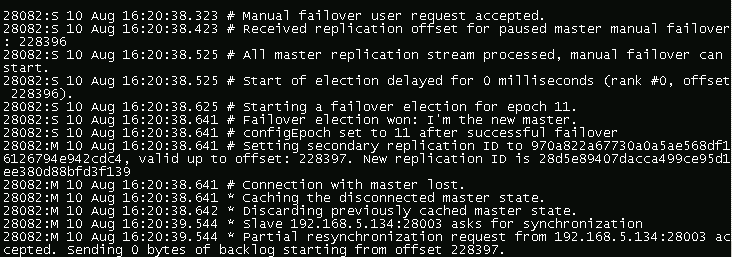 28082:S 10 Aug 16:20:38.323 # Manual failover user request accepted.
28082:S 10 Aug 16:20:38.423 # Received replication offset for paused master manual failover
: 228396
28082:S 10 Aug 16:20:38.525 # All master replication stream processed, manual failover can
start.
28082:S 10 Aug 16:20:38.525 # Start of election delayed for 0 milliseconds (rank #0, offset
 228396).
28082:S 10 Aug 16:20:38.625 # Starting a failover election for epoch 11.
28082:S 10 Aug 16:20:38.641 # Failover election won: I'm the new master.
28082:S 10 Aug 16:20:38.641 # configEpoch set to 11 after successful failover
28082:M 10 Aug 16:20:38.641 # Setting secondary replication ID to 970a822a67730a0a5ae568df1
6126794e942cdc4, valid up to offset: 228397. New replication ID is 28d5e89407dacca499ce95d1
ee380d88bfd3f139
28082:M 10 Aug 16:20:38.641 # Connection with master lost.
28082:M 10 Aug 16:20:38.641 * Caching the disconnected master state.
28082:M 10 Aug 16:20:38.642 * Discarding previously cached master state.
28082:M 10 Aug 16:20:39.544 * Slave 192.168.5.134:28003 asks for synchronization
28082:M 10 Aug 16:20:39.544 * Partial resynchronization request from 192.168.5.134:28003 ac
cepted. Sending 0 bytes of backlog starting from offset 228397.